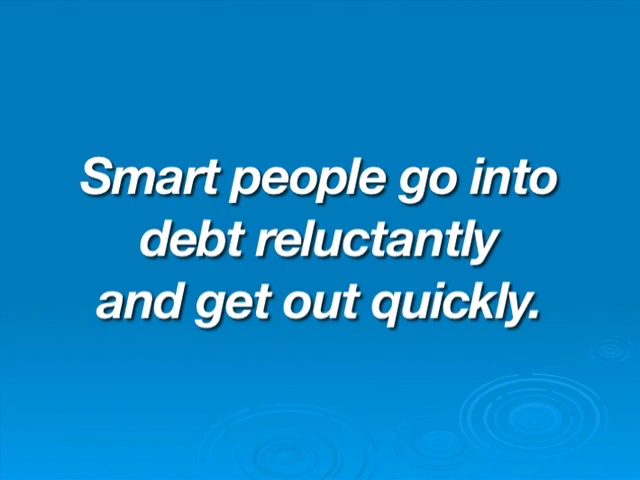 Smart people go into
debt reluctantly
and get out quickly.